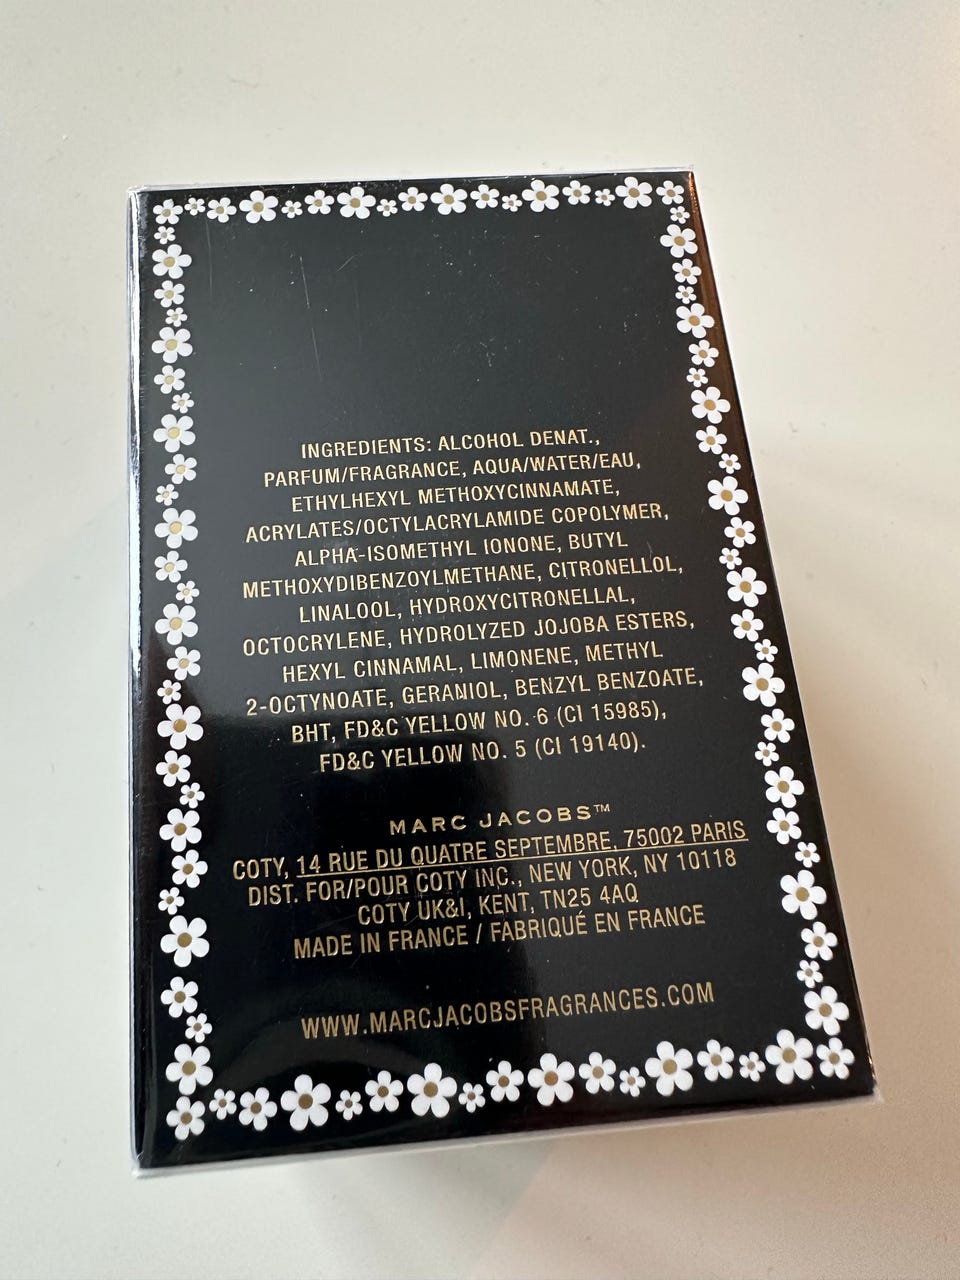 INGREDIENTS: ALCOHOL DENAT.,
PARFUM/FRAGRANCE, AQUA/WATER/EAU,
ETHYLHEXYL METHOXYCINNAMATE,
ACRYLATES/OCTYLACRYLAMIDE COPOLYMER,
ALPHA-ISOMETHYL IONONE, BUTYL
METHOXYDIBENZOYLMETHANE, CITRONELLOL,
LINALOOL, HYDROXYCITRONELLAL,
OCTOCRYLENE, HYDROLYZED JOJOBA ESTERS,
HEXYL CINNAMAL, LIMONENE, METHYL
2-OCTYNOATE, GERANIOL, BENZYL BENZOATE,
BHT, FD&C YELLOW NO. 6 (CI 15985),
FD&C YELLOW NO. 5 (CI 19140).
MARC JACOBS™
COTY, 14 RUE DU QUATRE SEPTEMBRE, 75002 PARIS
DIST. FOR/POUR COTY INC., NEW YORK, NY 10118
COTY UK&I, KENT, TN25 4AQ
MADE IN FRANCE / FABRIQUÉ EN FRANCE
WWW.MARCJACOBSFRAGRANCES.COM